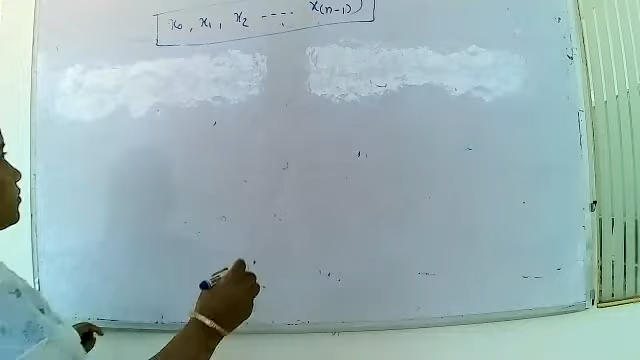 x₀, x₁, x₂ ----, x(n-1)